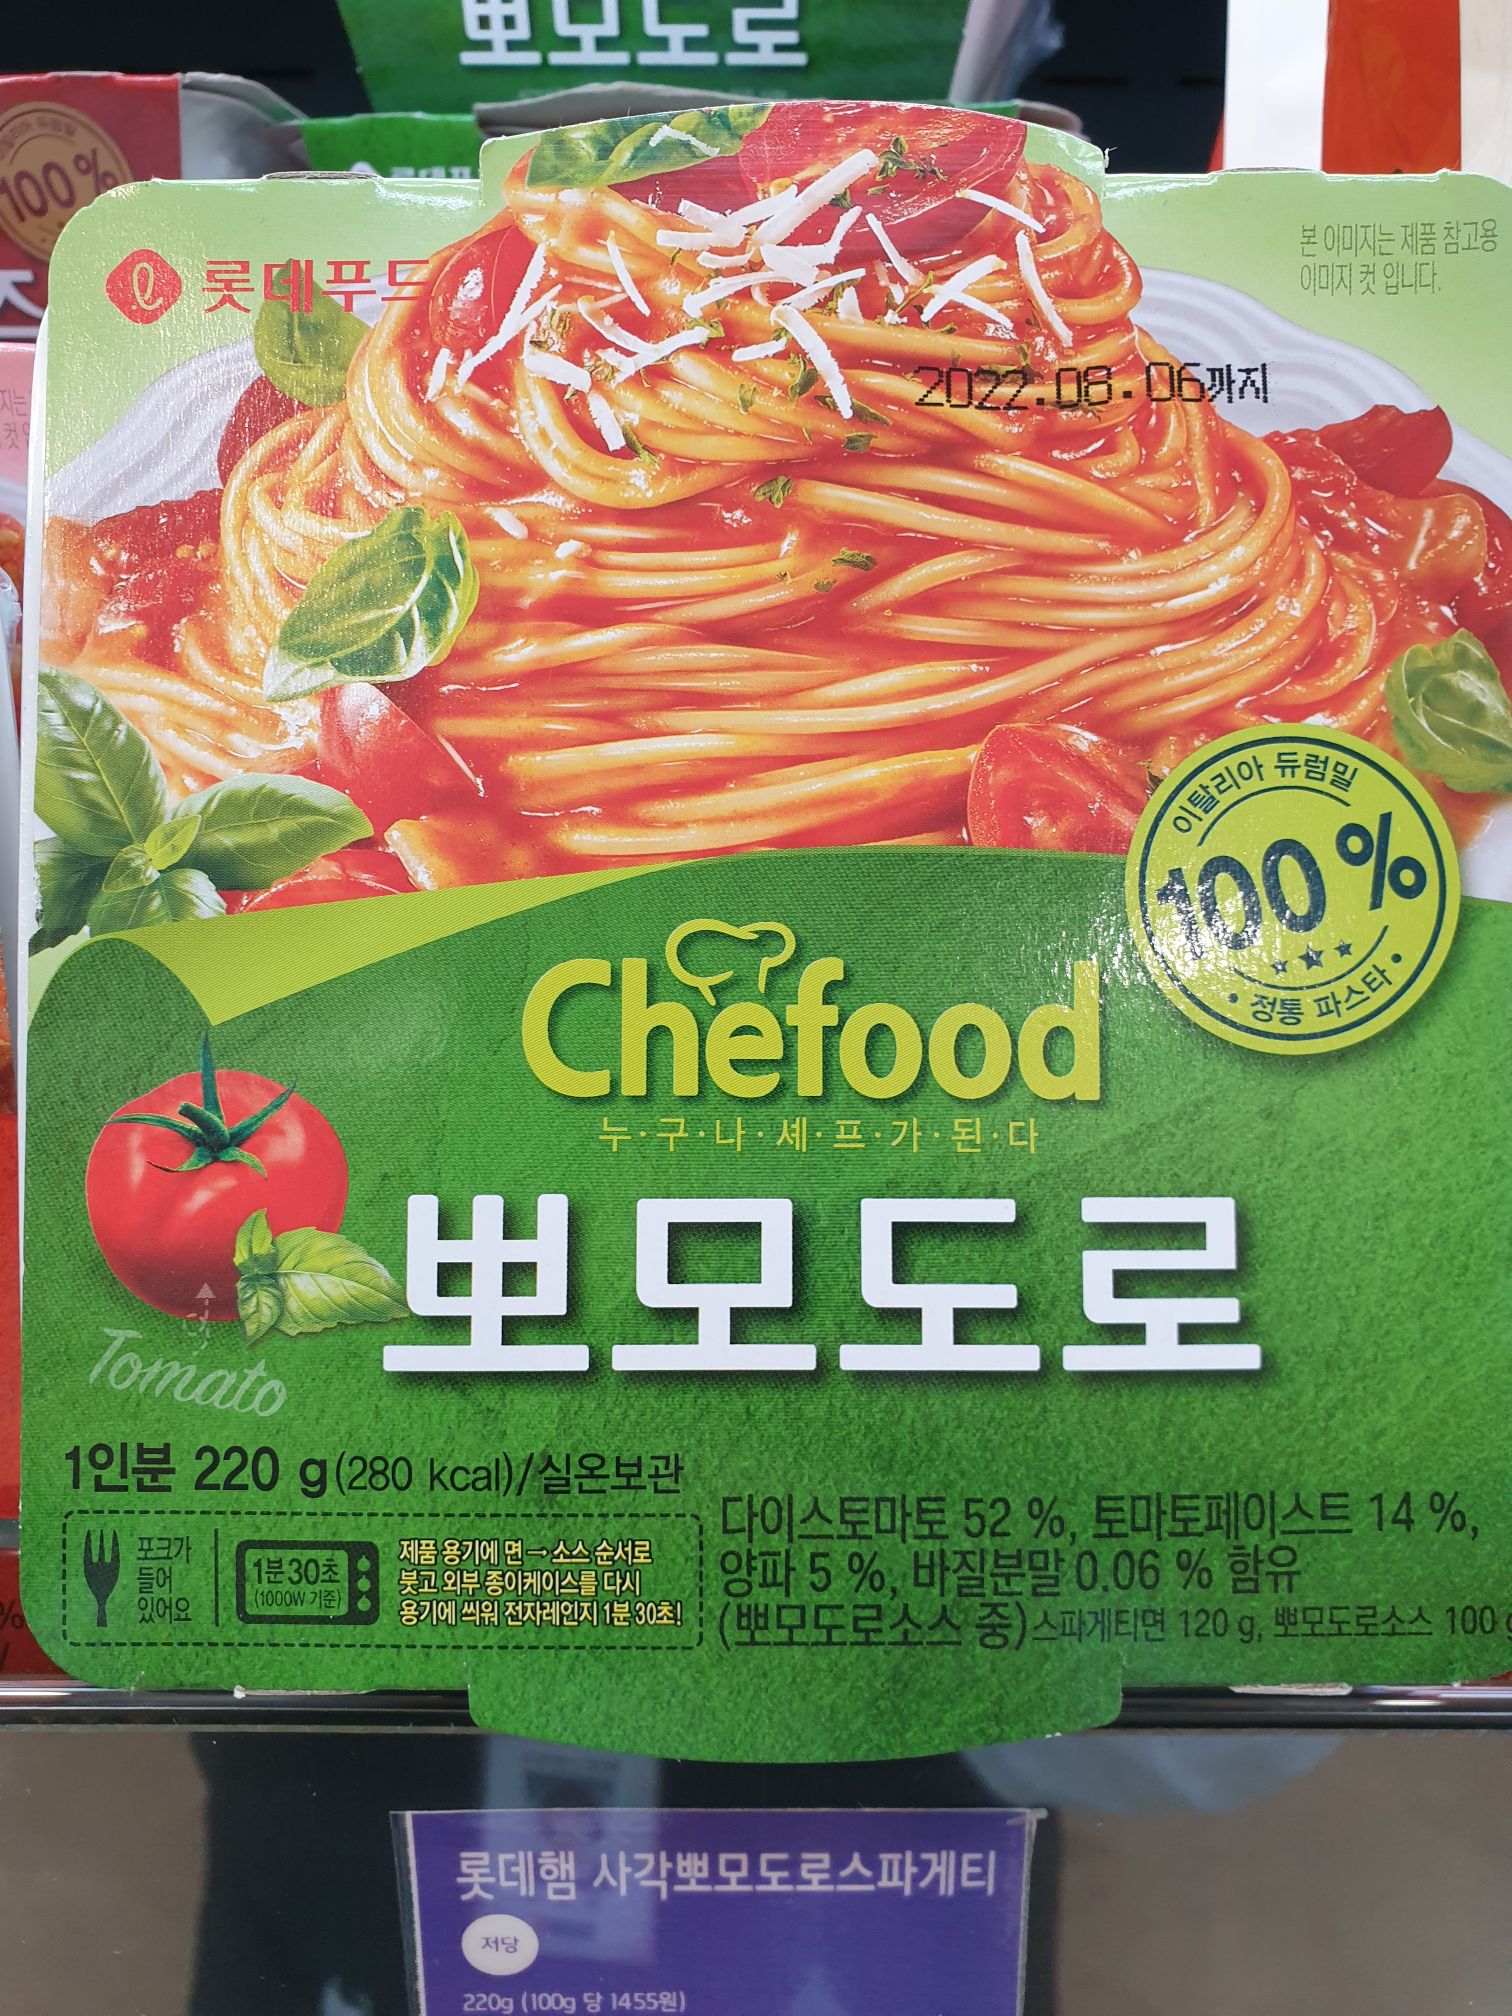 뽀모도로
100%
롯데푸드
본 이미지는 제품 참고용
이미지 컷 입니다.
2022.08.06까지
이탈리아 듀럼밀
100%
정통 파스타
Chefood
누·구·나·셰·프·가·된·다
뽀모도로
Tomato
1인분 220 g(280 kcal)/실온보관
포크가
들어
있어요
1분30초
(1000W 기준)
제품 용기에 면→소스 순서로
붓고 외부 종이케이스를 다시
용기에 씌워 전자레인지 1분 30초!
다이스토마토 52 %, 토마토페이스트 14 %,
양파 5 %, 바질분말 0.06 % 함유
(뽀모도로소스 중)스파게티면 120 g, 뽀모도로소스 100
롯데햄 사각뽀모도로스파게티
저당
220g (100g 당 1455원)